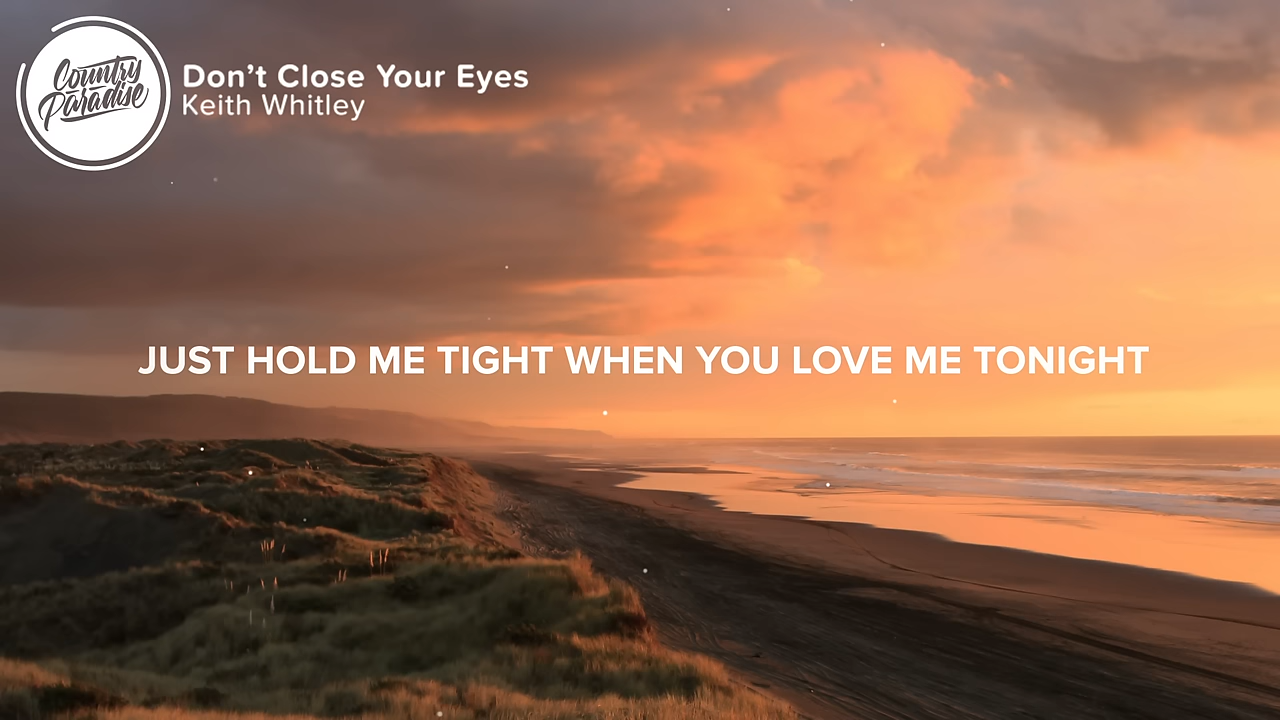 Country
Paradise
Don't Close Your Eyes
Keith Whitley
JUST HOLD ME TIGHT WHEN YOU LOVE ME TONIGHT